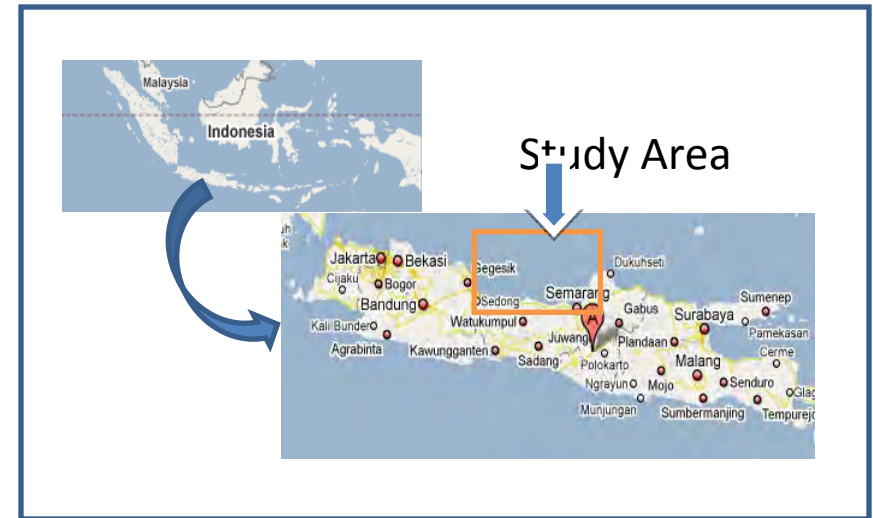 Malaysia
Indonesia
Study Area
Jakarta
Bekasi
Gegesik
Dukuhseti
Cijaku
Bogor
Semarang
Sumenep
Bandung
Sedong
Gabus
Surabaya
Kali Bunder
Watukumpul
Pamekasan
Agrabinta
Kawungganten
Juwang
Plandaan
Sadang
Polokarto
Malang
Cerme
Ngrayun
Mojo
Senduro
Glag
Munjungan
Sumbermanjing
Tempurejo
A